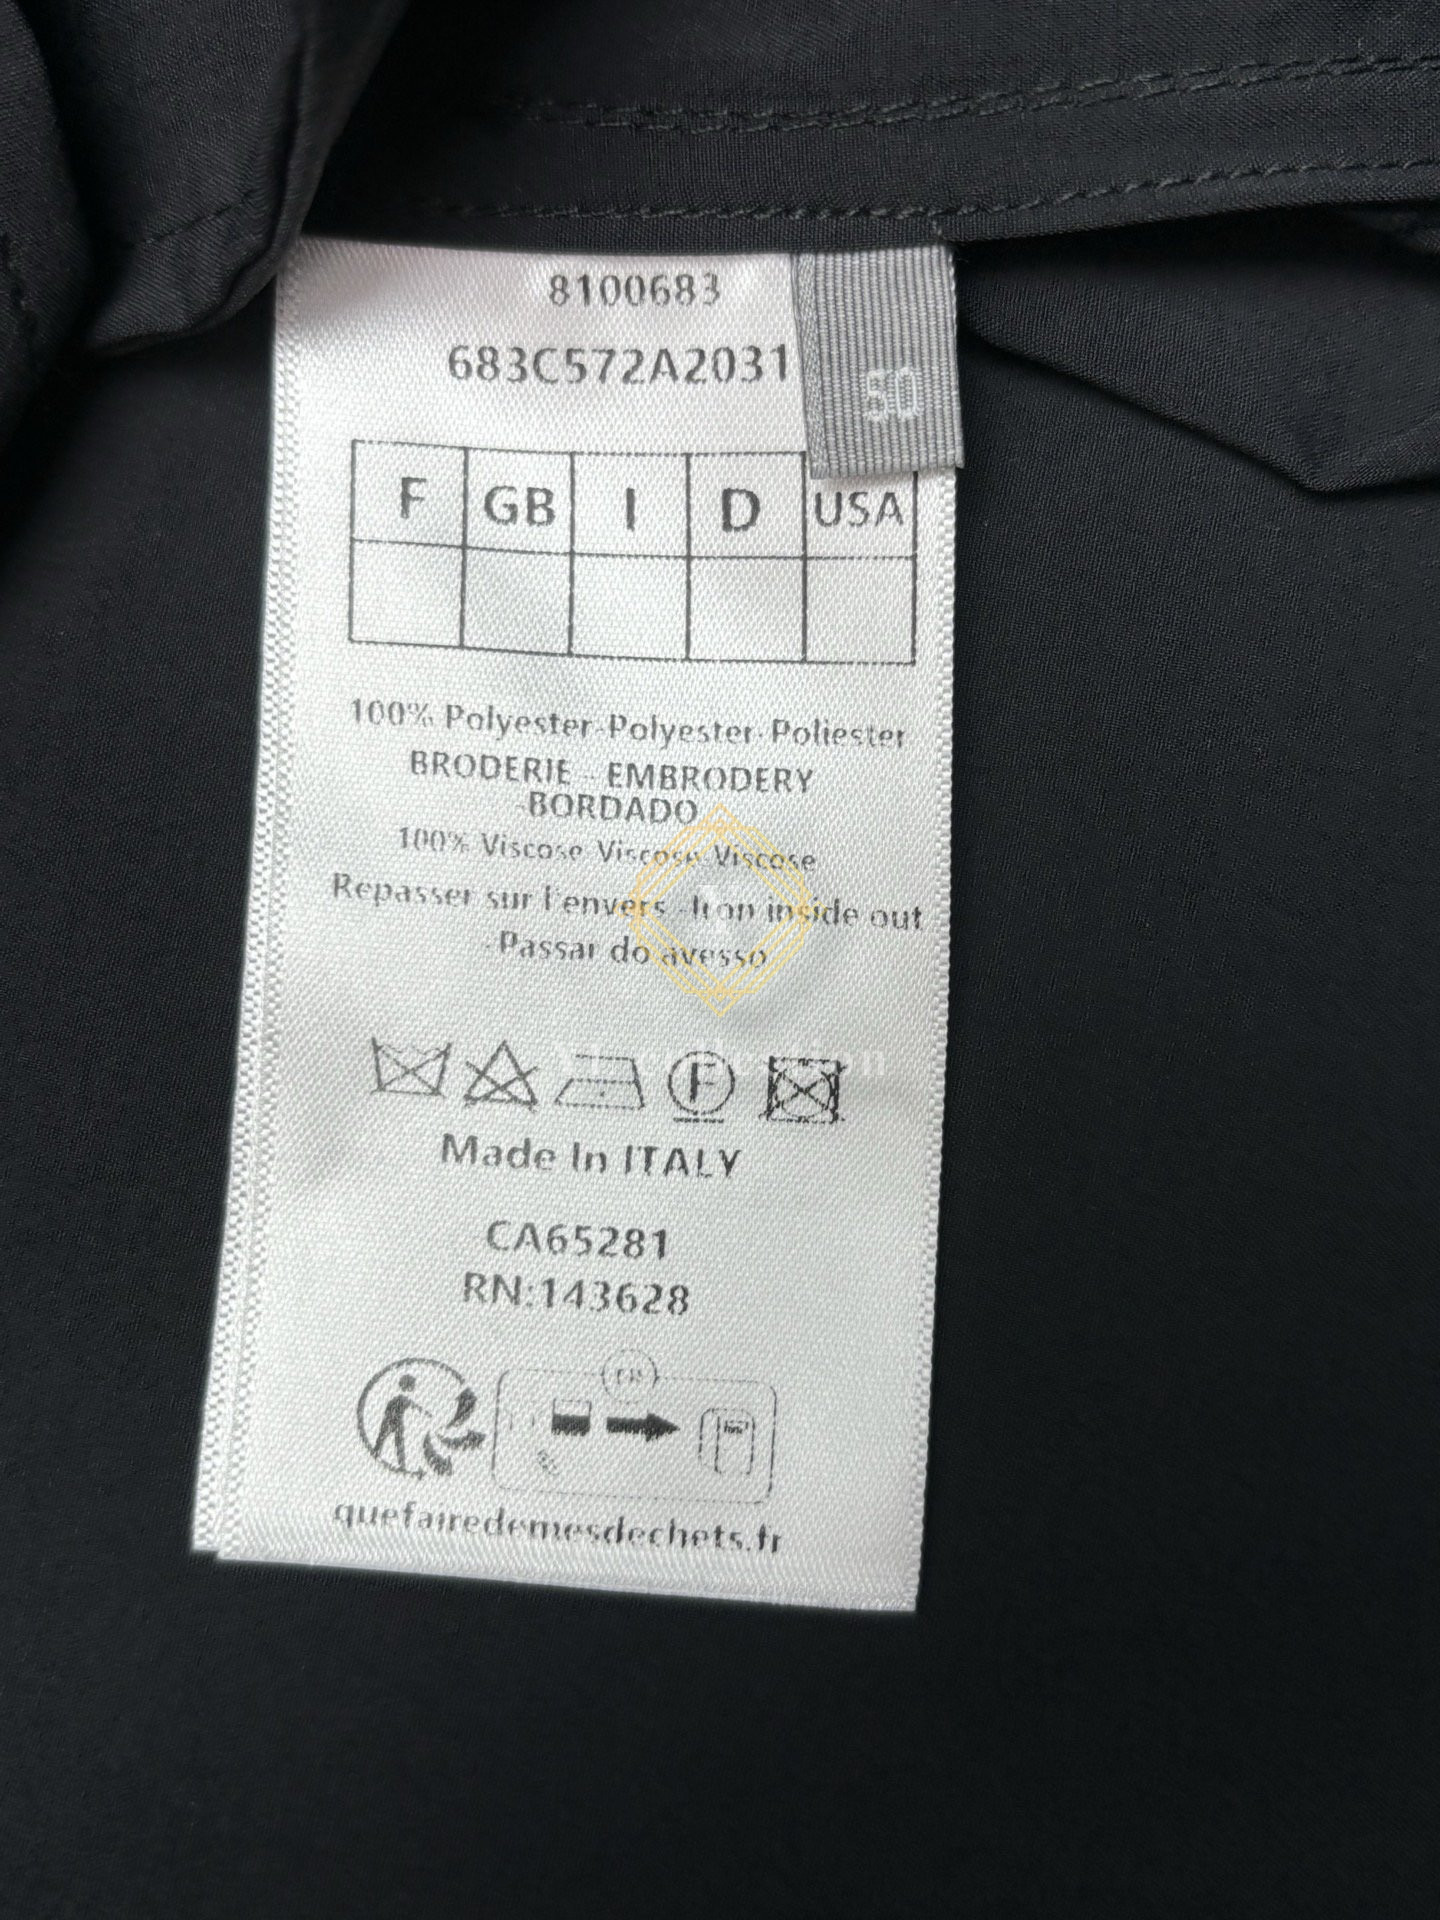 8100683
683C572A2031
50
F GB I D USA
100% Polyester-Polyester-Poliester
BRODERIE - EMBRODERY
-BORDADO
100% Viscose Viscose Viscose
Repasser sur l'envers -Iron inside out
-Passar do avesso
F
Made In ITALY
CA65281
RN:143628
FR
quefairedemesdechets.fr